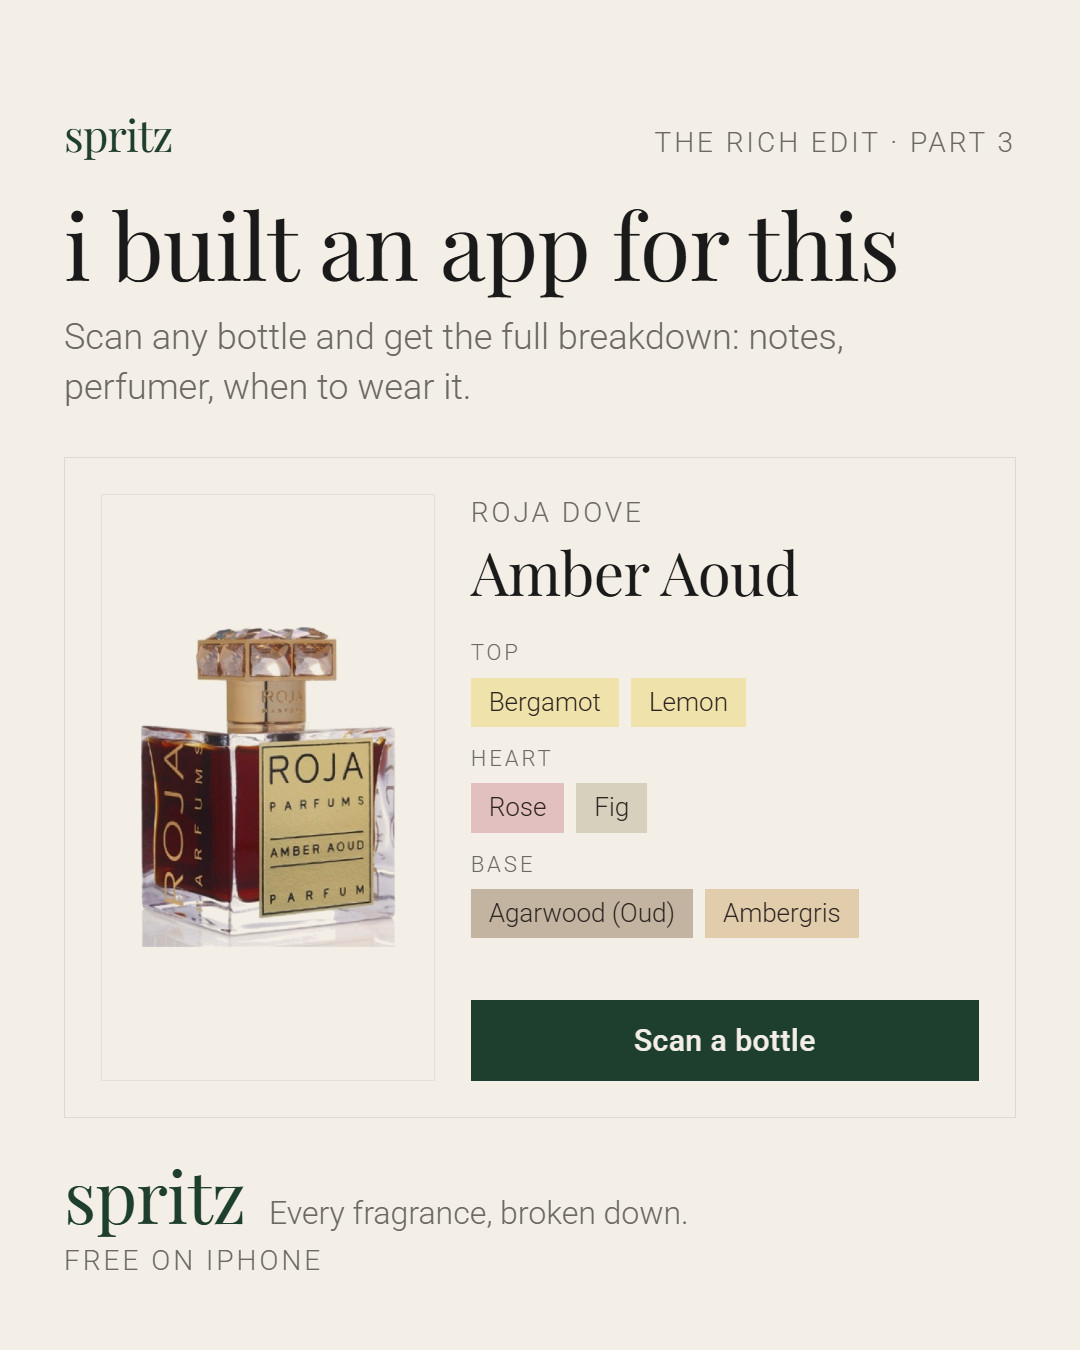 spritz
THE RICH EDIT · PART 3
i built an app for this
Scan any bottle and get the full breakdown: notes,
perfumer, when to wear it.
ROJA DOVE
Amber Aoud
TOP
Bergamot Lemon
HEART
Rose Fig
BASE
Agarwood (Oud) Ambergris
Scan a bottle
ROJA
ROJA
PARFUMS
AMBER AOUD
PARFUM
ROJA
spritz Every fragrance, broken down.
FREE ON IPHONE